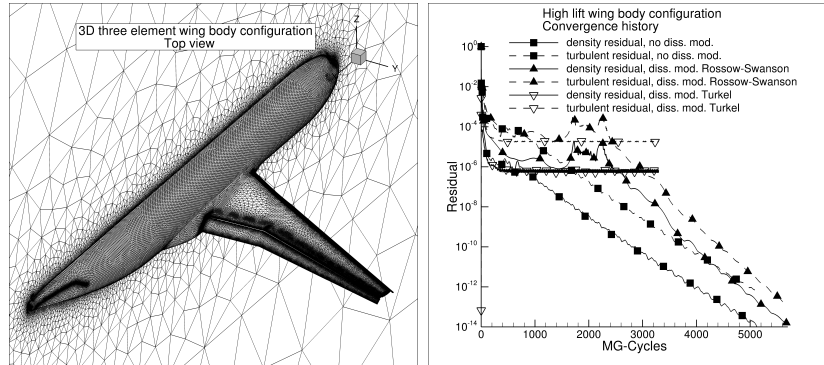 3D three element wing body configuration
Top view
Z
Y
High lift wing body configuration
Convergence history
density residual, no diss. mod.
turbulent residual, no diss. mod.
density residual, diss. mod. Rossow-Swanson
turbulent residual, diss. mod. Rossow-Swanson
density residual, diss. mod. Turkel
turbulent residual, diss. mod. Turkel
Residual
10^0
10^-2
10^-4
10^-6
10^-8
10^-10
10^-12
10^-14
0 1000 2000 3000 4000 5000
MG-Cycles